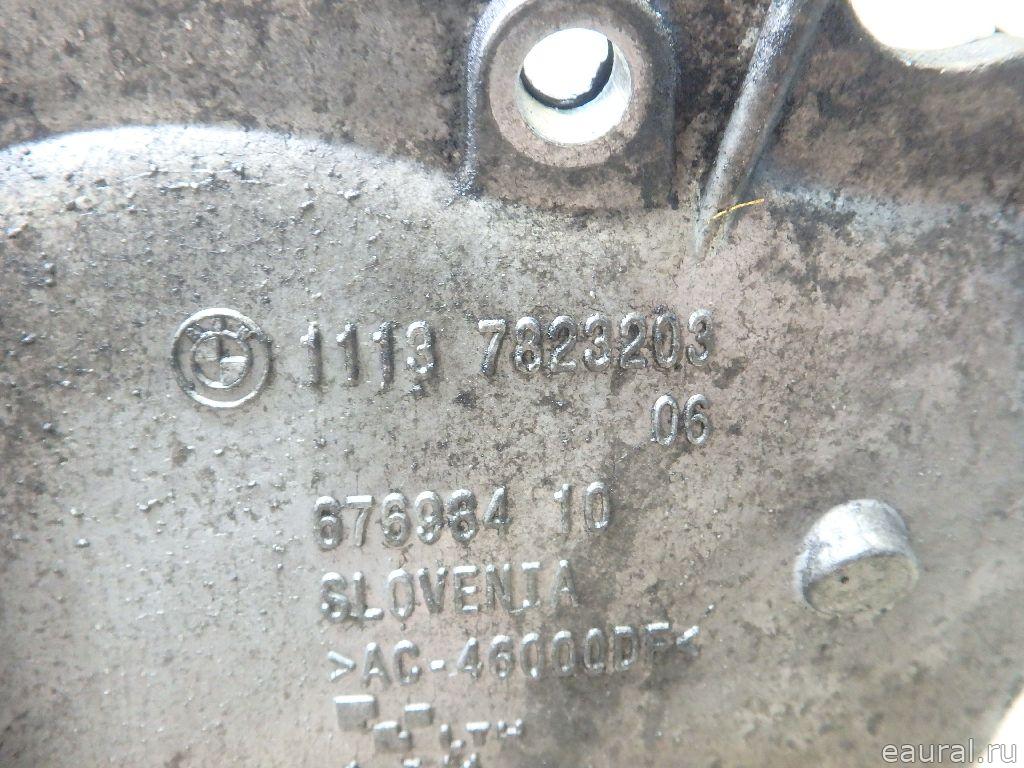 1113 7823203
06
676984 10
SLOVENIA
>AC-46000DF<
eaural.ru